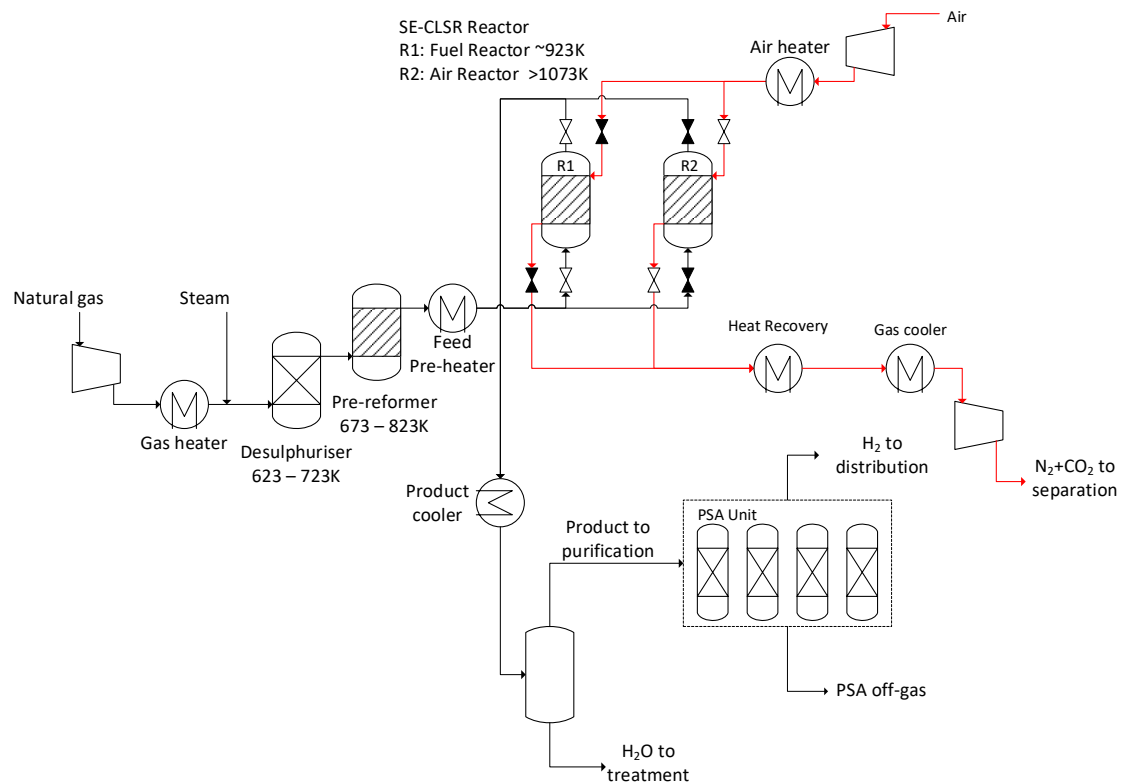 SE-CLSR Reactor
R1: Fuel Reactor ~923K
R2: Air Reactor  >1073K
Air
Air heater
R1
R2
Natural gas
Steam
Feed
Pre-heater
Gas heater
Pre-reformer
673 – 823K
Desulphuriser
623 – 723K
Heat Recovery
Gas cooler
N₂+CO₂ to
separation
Product
cooler
Product to
purification
H₂ to
distribution
PSA Unit
PSA off-gas
H₂O to
treatment